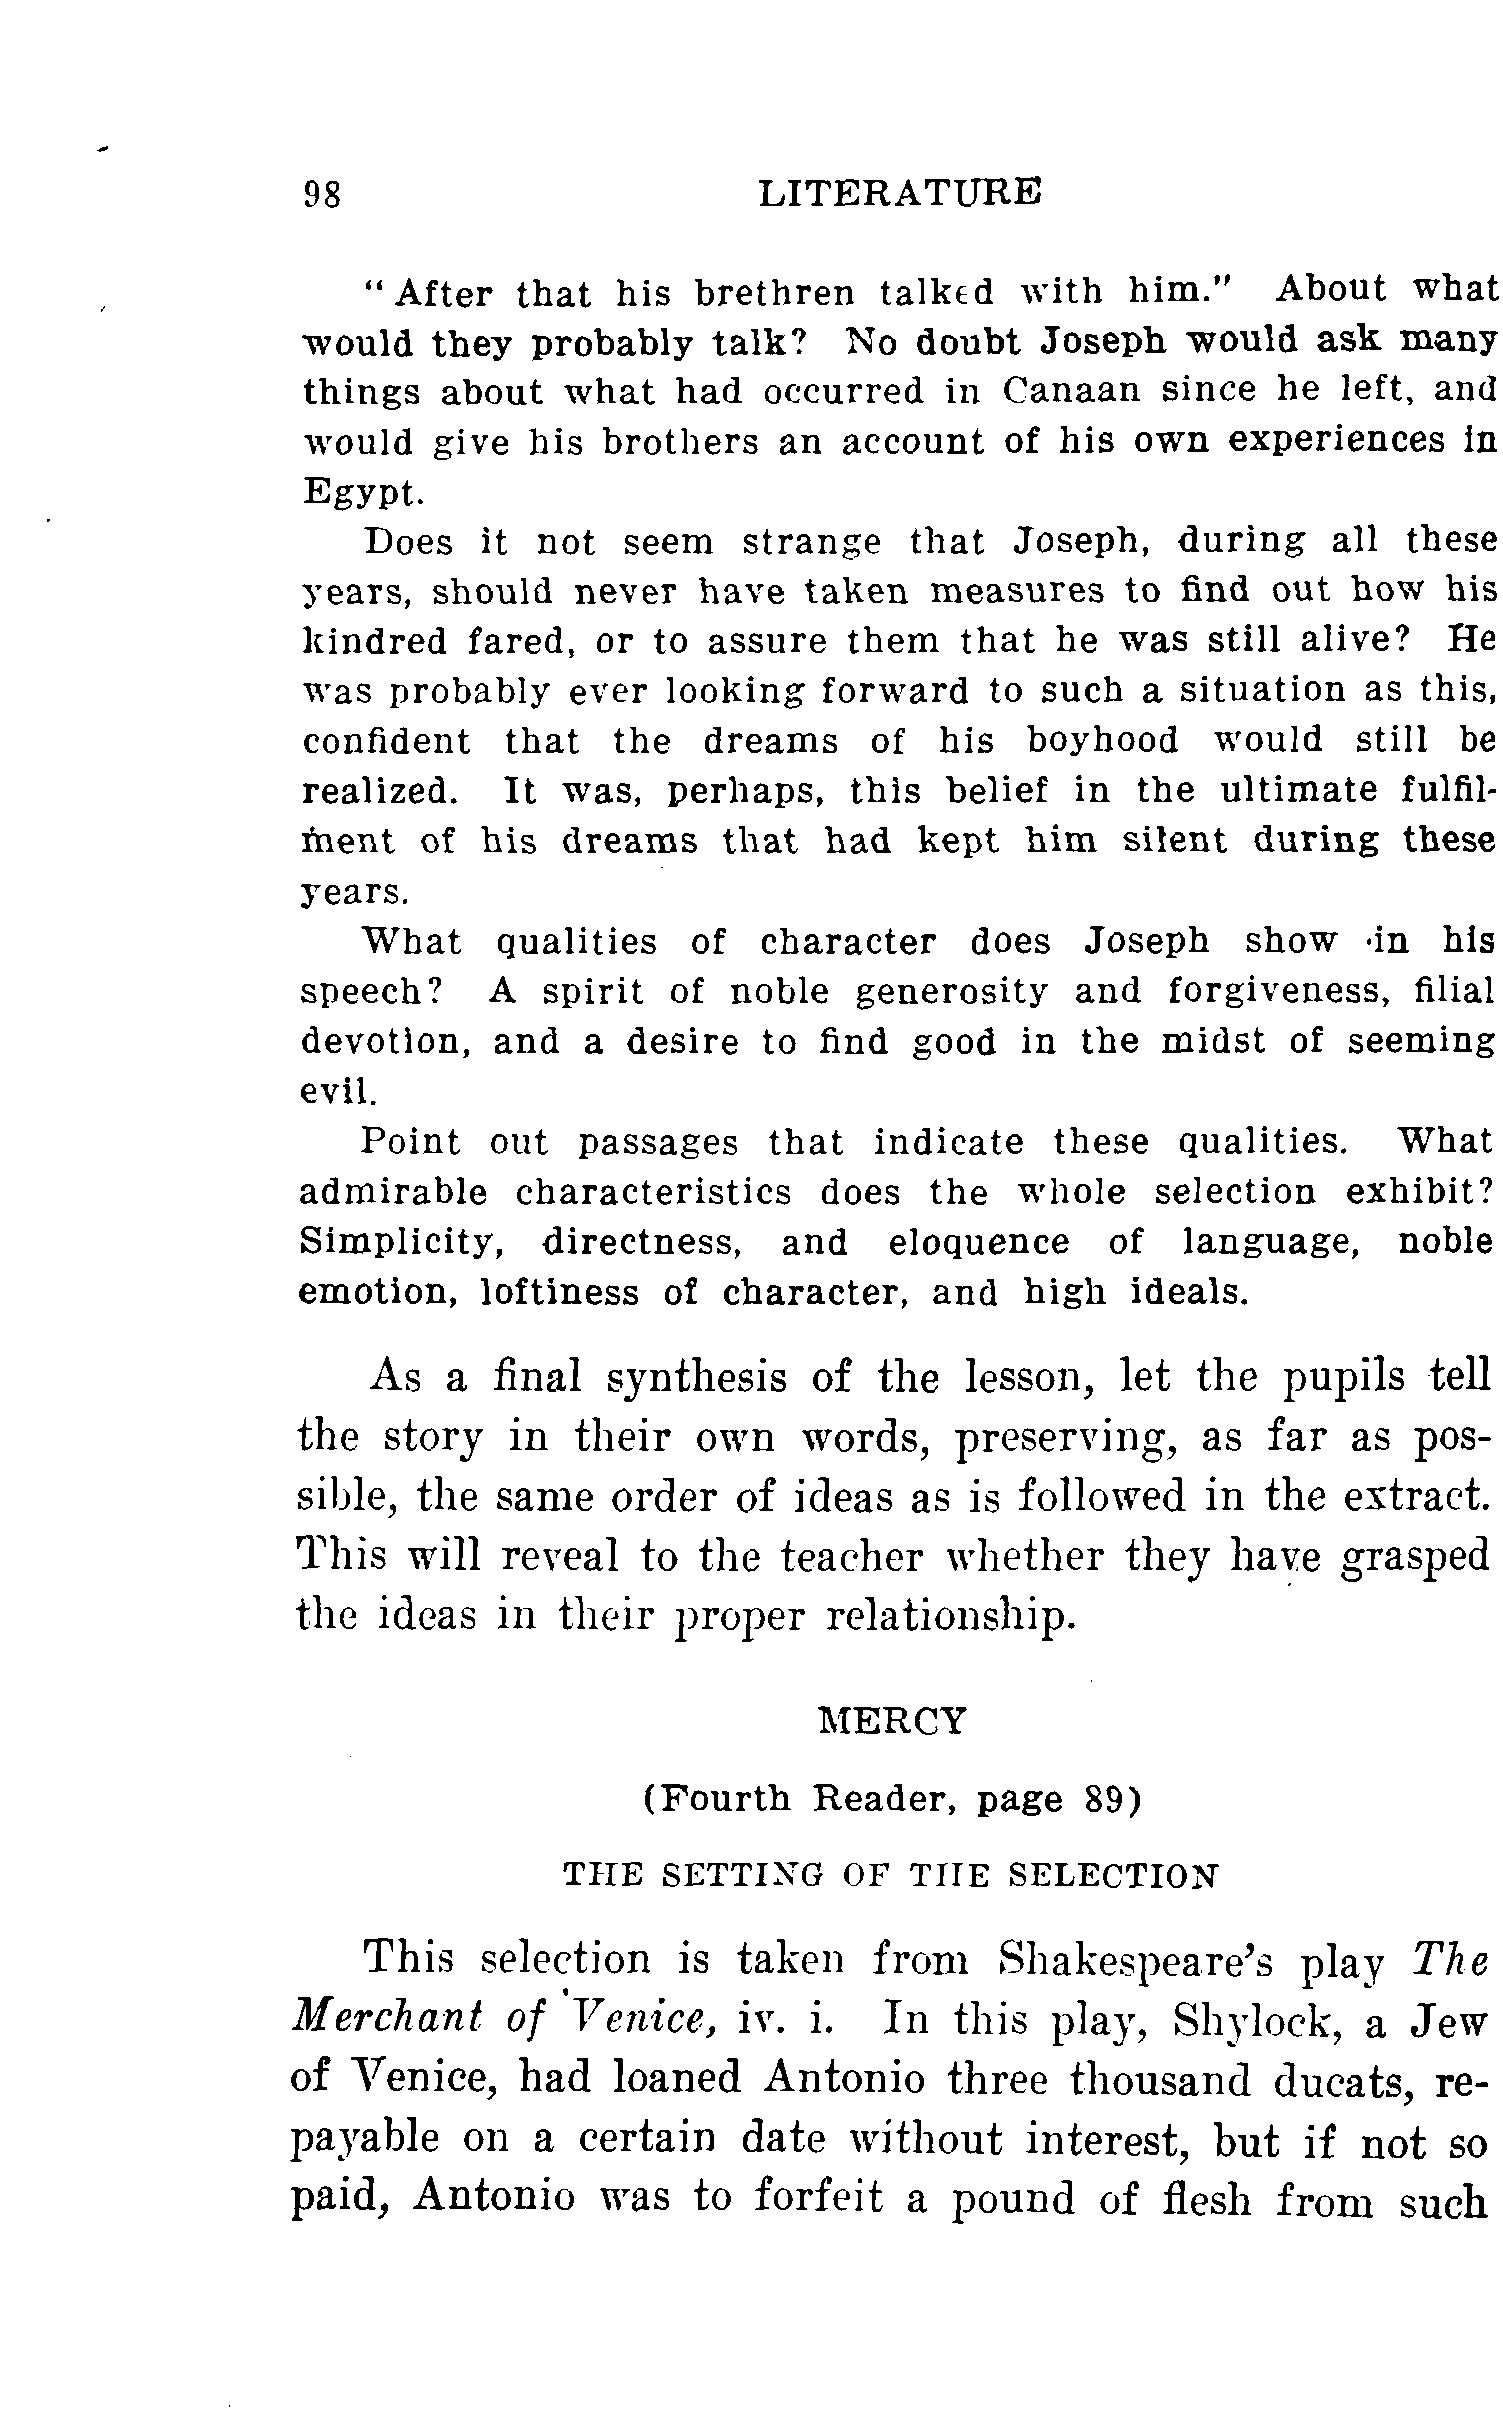 98 LITERATURE
“After that his brethren talked with him.” About what
would they probably talk? No doubt Joseph would ask many
things about what had occurred in Canaan since he left, and
would give his brothers an account of his own experiences in
Egypt.
Does it not seem strange that Joseph, during all these
years, should never have taken measures to find out how his
kindred fared, or to assure them that he was still alive? He
was probably ever looking forward to such a situation as this,
confident that the dreams of his boyhood would still be
realized. It was, perhaps, this belief in the ultimate fulfil-
ment of his dreams that had kept him silent during these
years.
What qualities of character does Joseph show in his
speech? A spirit of noble generosity and forgiveness, filial
devotion, and a desire to find good in the midst of seeming
evil.
Point out passages that indicate these qualities. What
admirable characteristics does the whole selection exhibit?
Simplicity, directness, and eloquence of language, noble
emotion, loftiness of character, and high ideals.
As a final synthesis of the lesson, let the pupils tell
the story in their own words, preserving, as far as pos-
sible, the same order of ideas as is followed in the extract.
This will reveal to the teacher whether they have grasped
the ideas in their proper relationship.
MERCY
(Fourth Reader, page 89)
THE SETTING OF THE SELECTION
This selection is taken from Shakespeare's play The
Merchant of Venice, iv. i. In this play, Shylock, a Jew
of Venice, had loaned Antonio three thousand ducats, re-
payable on a certain date without interest, but if not so
paid, Antonio was to forfeit a pound of flesh from such